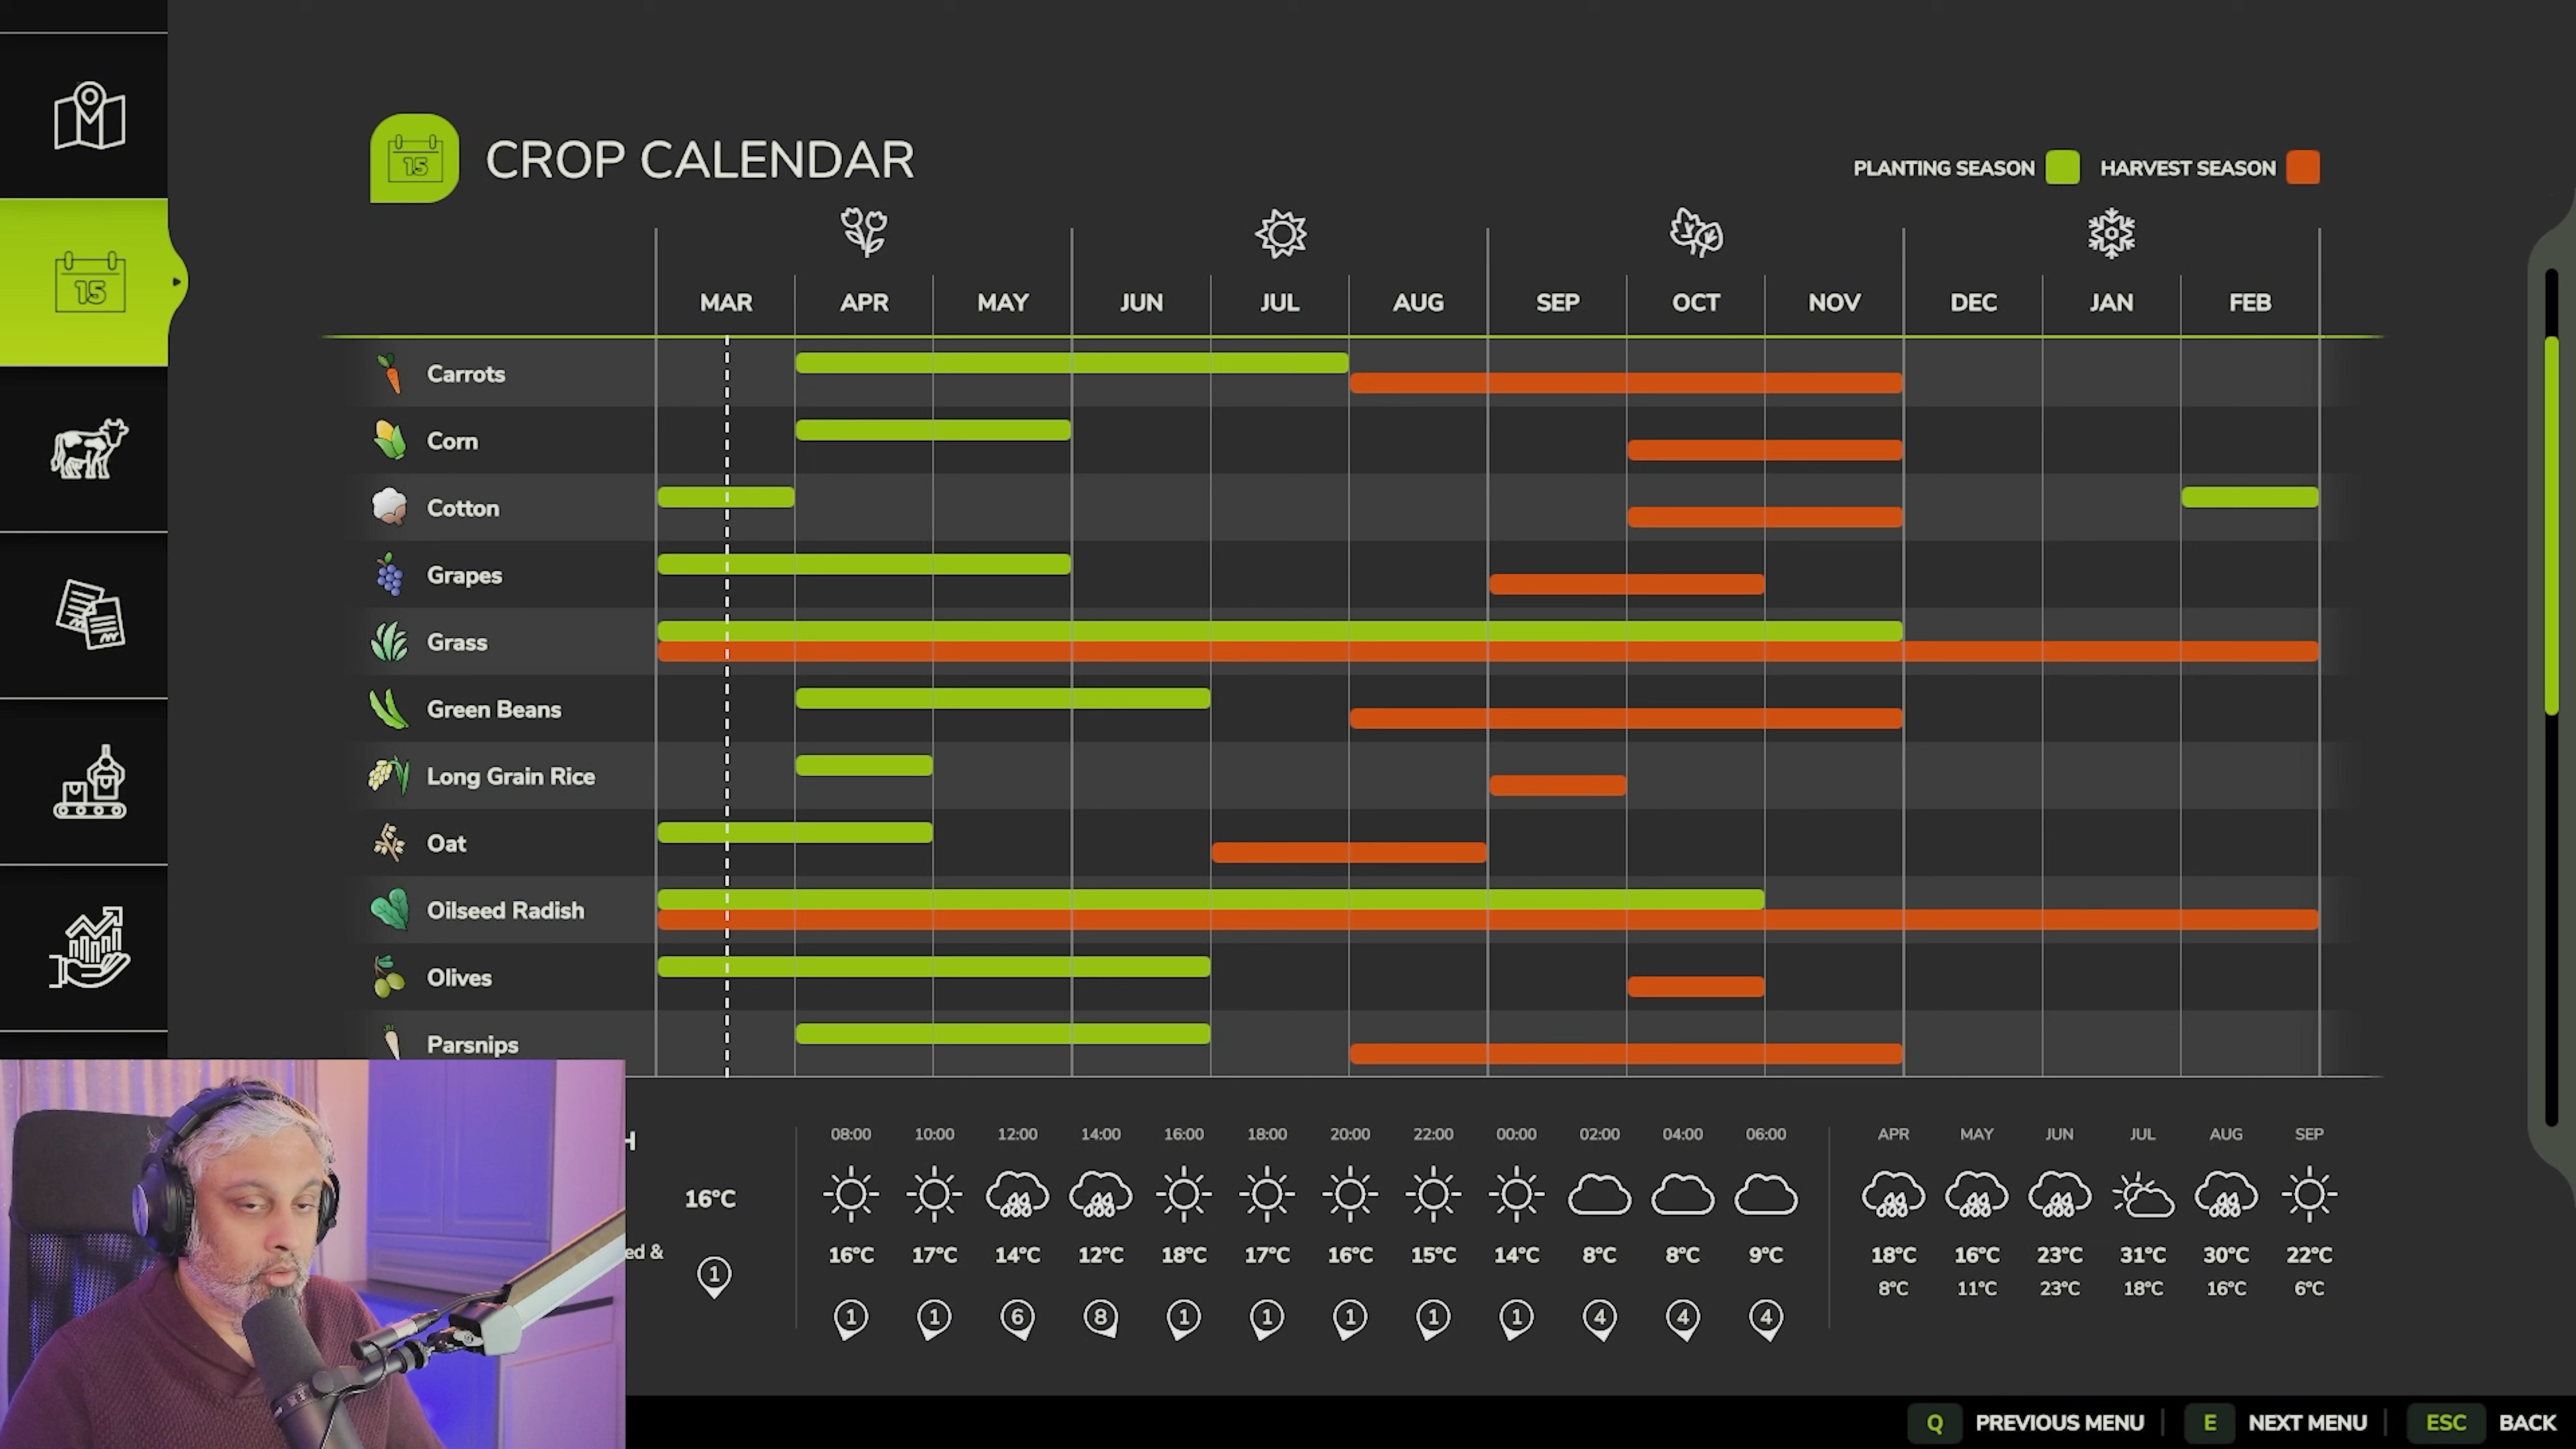 15
CROP CALENDAR
PLANTING SEASON
HARVEST SEASON
15
MAR APR MAY JUN JUL AUG SEP OCT NOV DEC JAN FEB
Carrots
Corn
Cotton
Grapes
Grass
Green Beans
Long Grain Rice
Oat
Oilseed Radish
Olives
Parsnips
H
08:00 10:00 12:00 14:00 16:00 18:00 20:00 22:00 00:00 02:00 04:00 06:00
APR MAY JUN JUL AUG SEP
16°C
16°C 17°C 14°C 12°C 18°C 17°C 16°C 15°C 14°C 8°C 8°C 9°C
18°C 16°C 23°C 31°C 30°C 22°C
8°C 11°C 23°C 18°C 16°C 6°C
ed &
1
1 1 6 8 1 1 1 1 1 4 4 4
Q PREVIOUS MENU
E NEXT MENU
ESC BACK